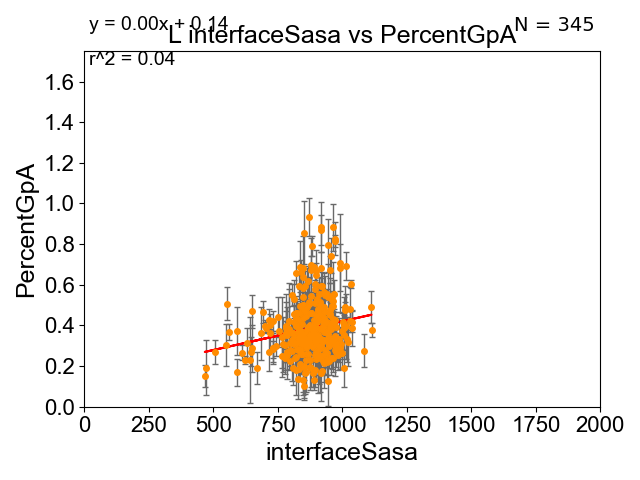 y = 0.00x + 0.14
L interfaceSasa vs PercentGpA
N = 345
r^2 = 0.04
PercentGpA
1.6
1.4
1.2
1.0
0.8
0.6
0.4
0.2
0.0
0 250 500 750 1000 1250 1500 1750 2000
interfaceSasa